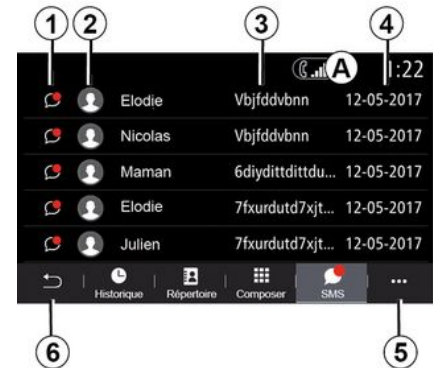 1 2 3 4
A 1:22
Elodie Vbjfddvbnn 12-05-2017
Nicolas Vbjfddvbnn 12-05-2017
Maman 6diydittdittdu... 12-05-2017
Elodie 7fxurdutd7xjt... 12-05-2017
Julien 7fxurdutd7xjt... 12-05-2017
Historique Répertoire Composer SMS ...
6 5